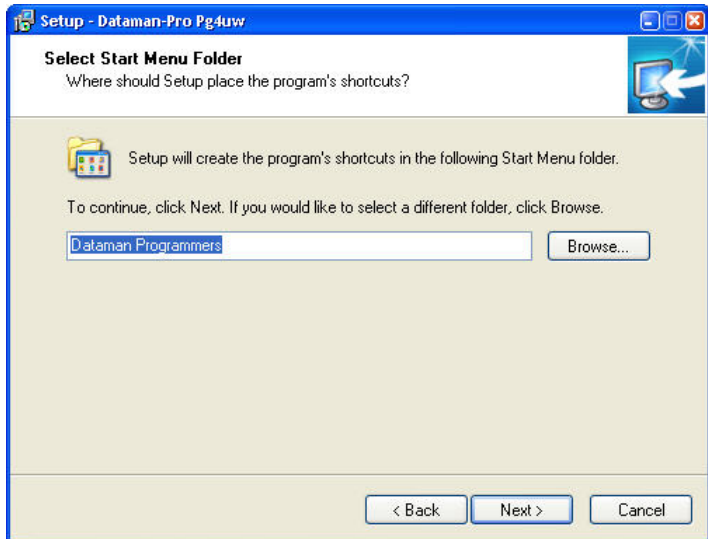 Setup - Dataman-Pro Pg4uw
Select Start Menu Folder
Where should Setup place the program's shortcuts?
Setup will create the program's shortcuts in the following Start Menu folder.
To continue, click Next. If you would like to select a different folder, click Browse.
Dataman Programmers
Browse...
< Back
Next >
Cancel